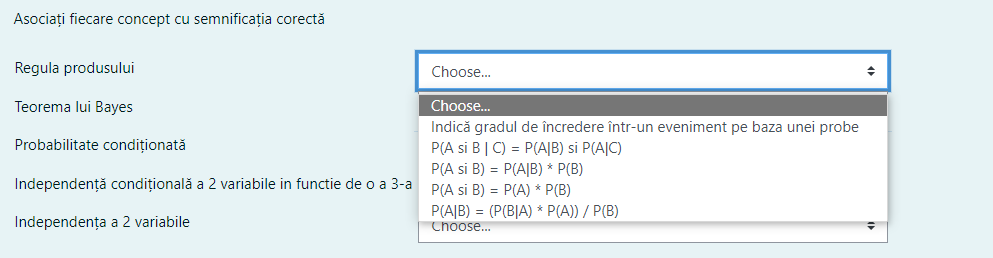 Asociați fiecare concept cu semnificația corectă
Regula produsului
Choose...
Teorema lui Bayes
Choose...
Indică gradul de încredere într-un eveniment pe baza unei probe
Probabilitate condiționată
P(A si B | C) = P(A|B) si P(A|C)
P(A si B) = P(A|B) * P(B)
Independență condițională a 2 variabile in functie de o a 3-a
P(A si B) = P(A) * P(B)
P(A|B) = (P(B|A) * P(A)) / P(B)
Independența a 2 variabile
Choose...